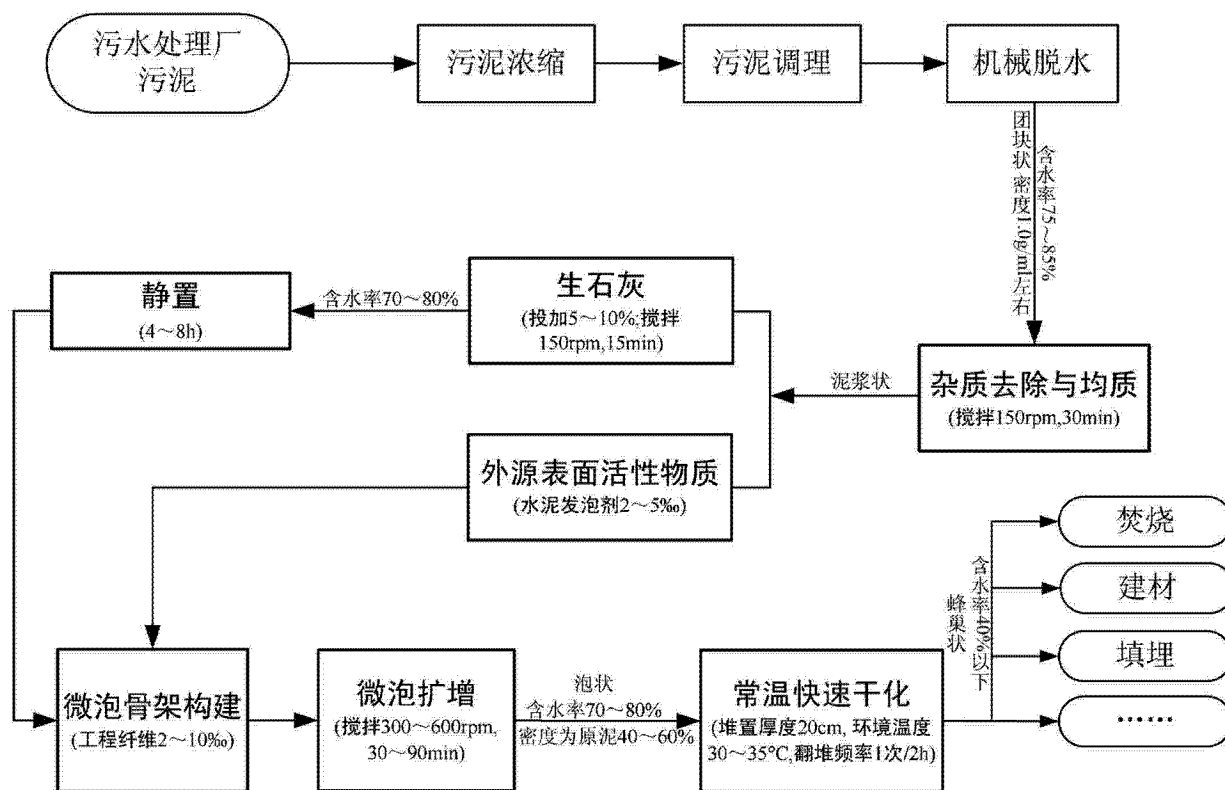 污水处理厂
污泥
污泥浓缩
污泥调理
机械脱水
团块状 密度1.0g/ml左右
含水率75～85%
静置
(4～8h)
含水率70～80%
生石灰
(投加5～10%;搅拌
150rpm,15min)
泥浆状
杂质去除与均质
(搅拌150rpm,30min)
外源表面活性物质
(水泥发泡剂2～5‰)
微泡骨架构建
(工程纤维2～10‰)
微泡扩增
(搅拌300～600rpm,
30～90min)
泡状
含水率70～80%
密度为原泥40～60%
常温快速干化
(堆置厚度20cm, 环境温度
30～35℃,翻堆频率1次/2h)
蜂巢状
含水率40%以下
焚烧
建材
填埋
……